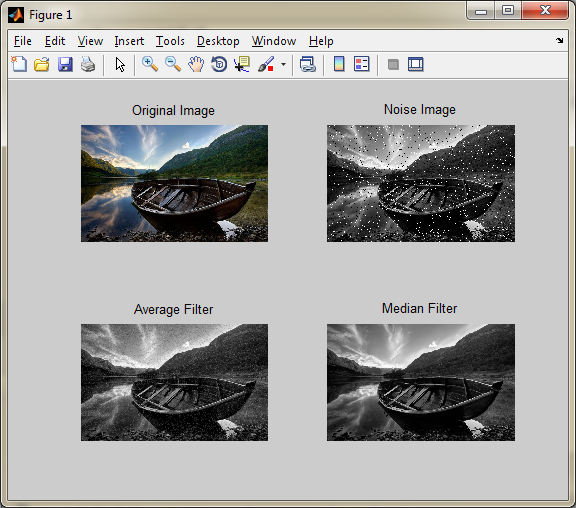 Figure 1
File Edit View Insert Tools Desktop Window Help
Original Image
Noise Image
Average Filter
Median Filter